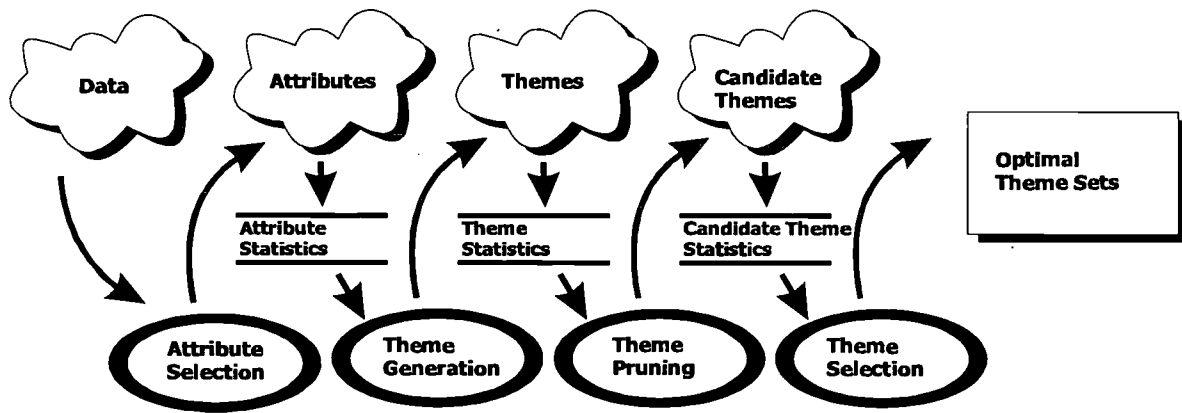 Data
Attributes
Themes
Candidate
Themes
Optimal
Theme Sets
Attribute
Statistics
Theme
Statistics
Candidate Theme
Statistics
Attribute
Selection
Theme
Generation
Theme
Pruning
Theme
Selection